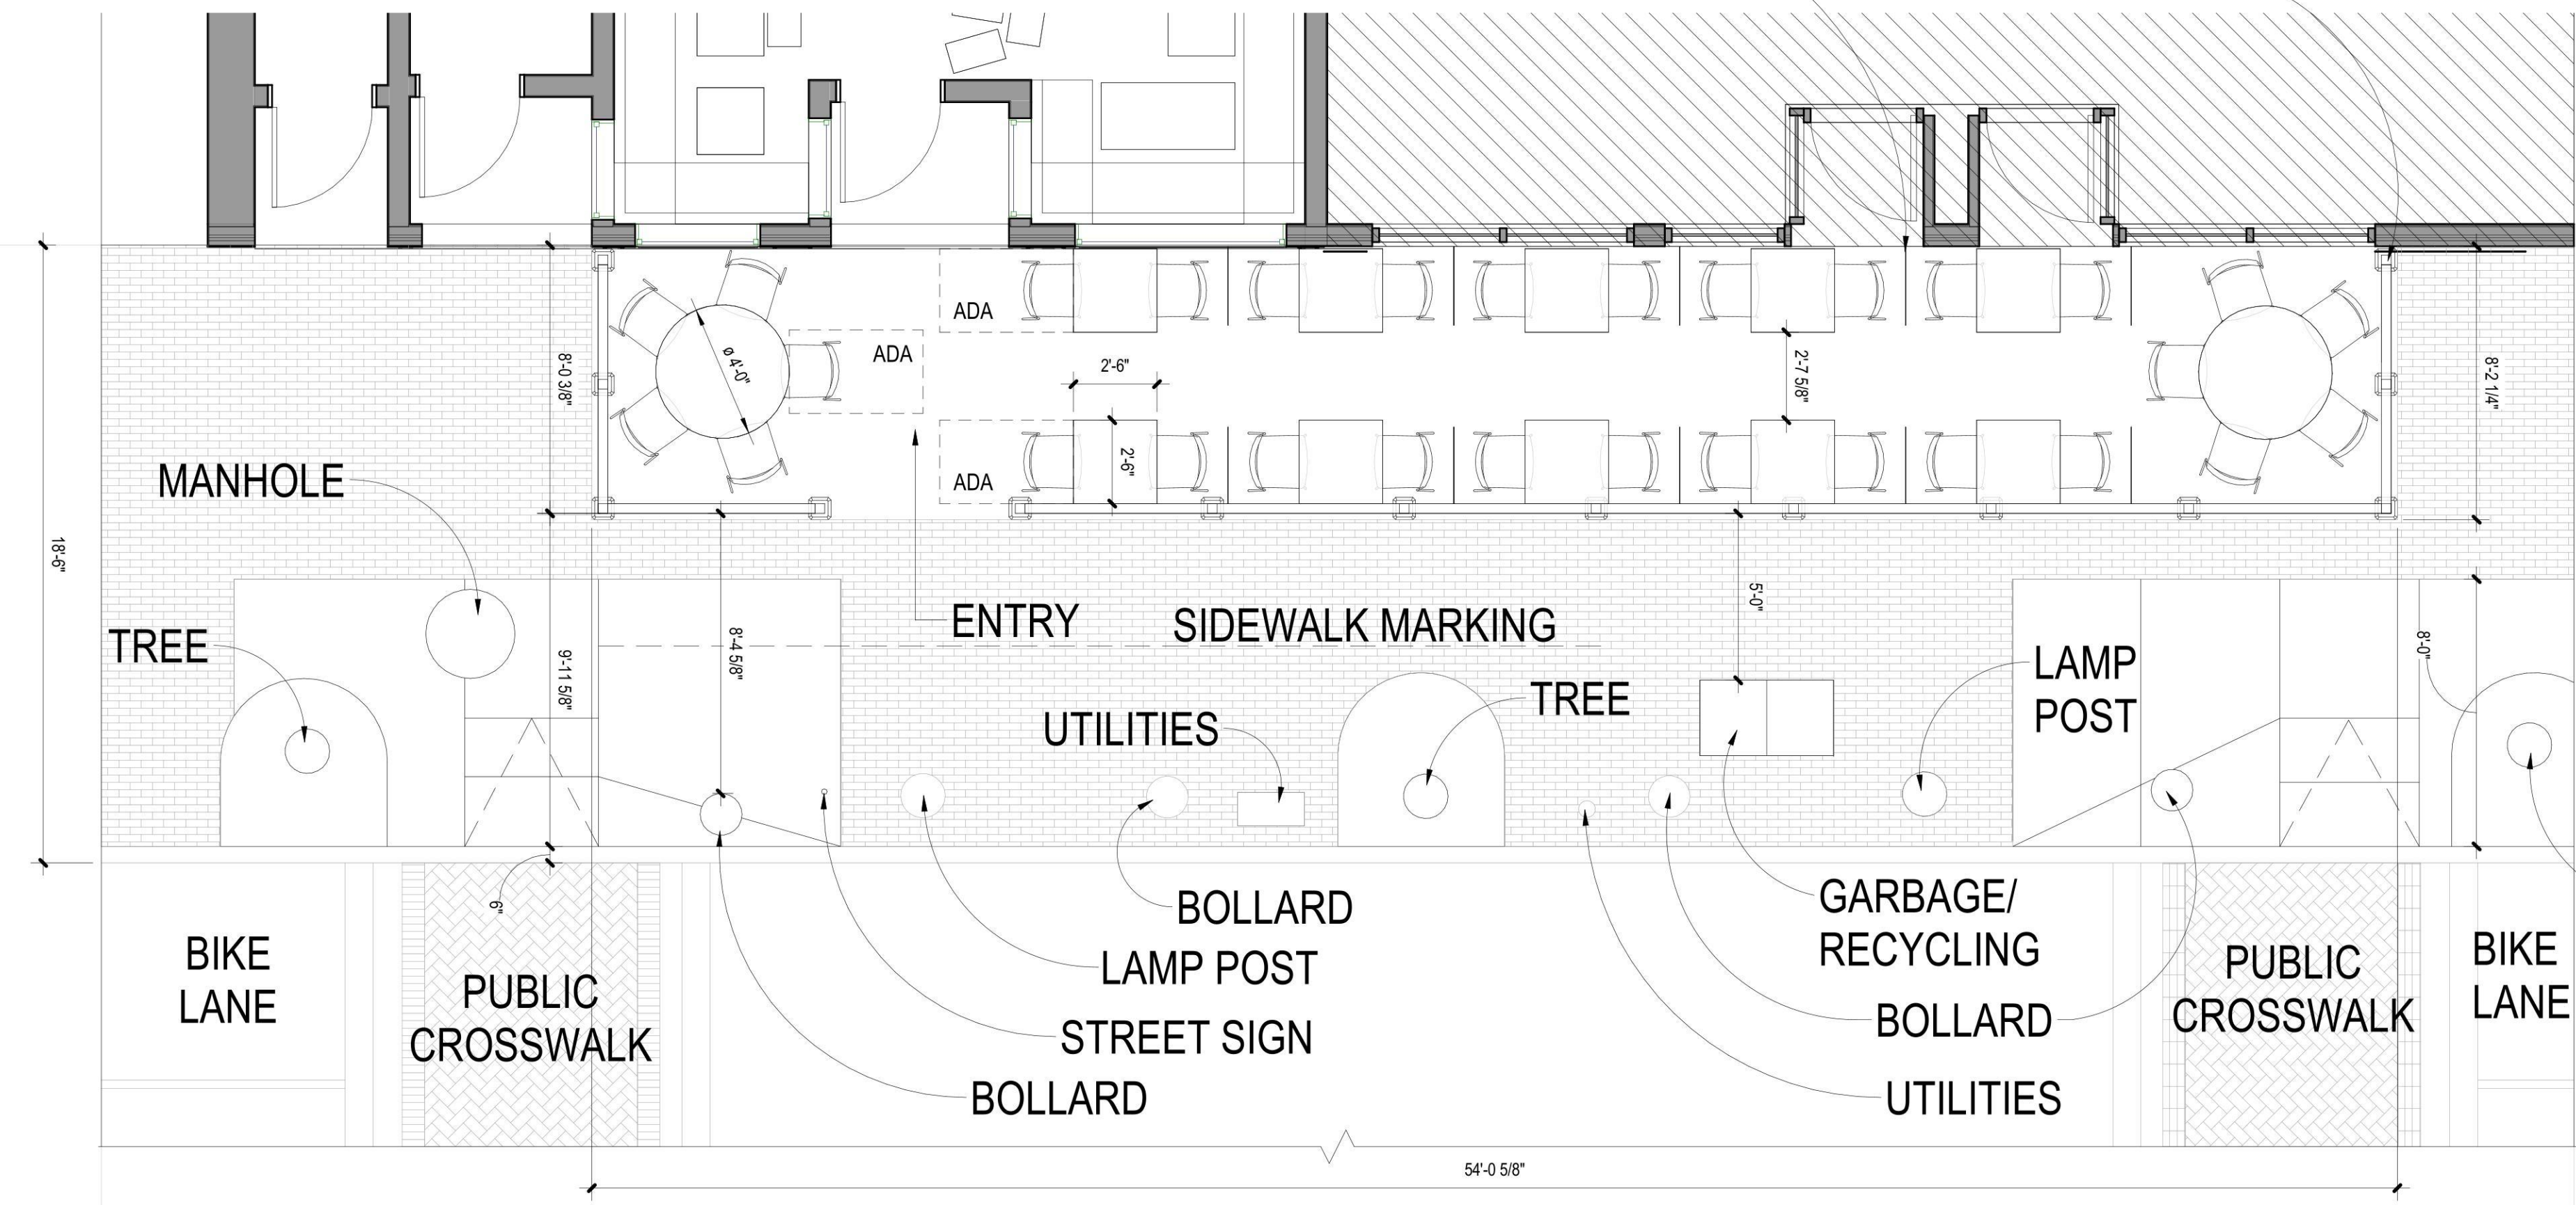 ADA
ADA
ADA
Ø 4'-0"
2'-6"
2'-6"
2'-7 5/8"
8'-0 3/8"
8'-2 1/4"
18'-6"
MANHOLE
TREE
9'-11 5/8"
8'-4 5/8"
ENTRY
SIDEWALK MARKING
5'-0"
UTILITIES
TREE
LAMP
POST
8'-0"
6"
BIKE
LANE
PUBLIC
CROSSWALK
BOLLARD
LAMP POST
STREET SIGN
BOLLARD
GARBAGE/
RECYCLING
BOLLARD
UTILITIES
PUBLIC
CROSSWALK
BIKE
LANE
54'-0 5/8"